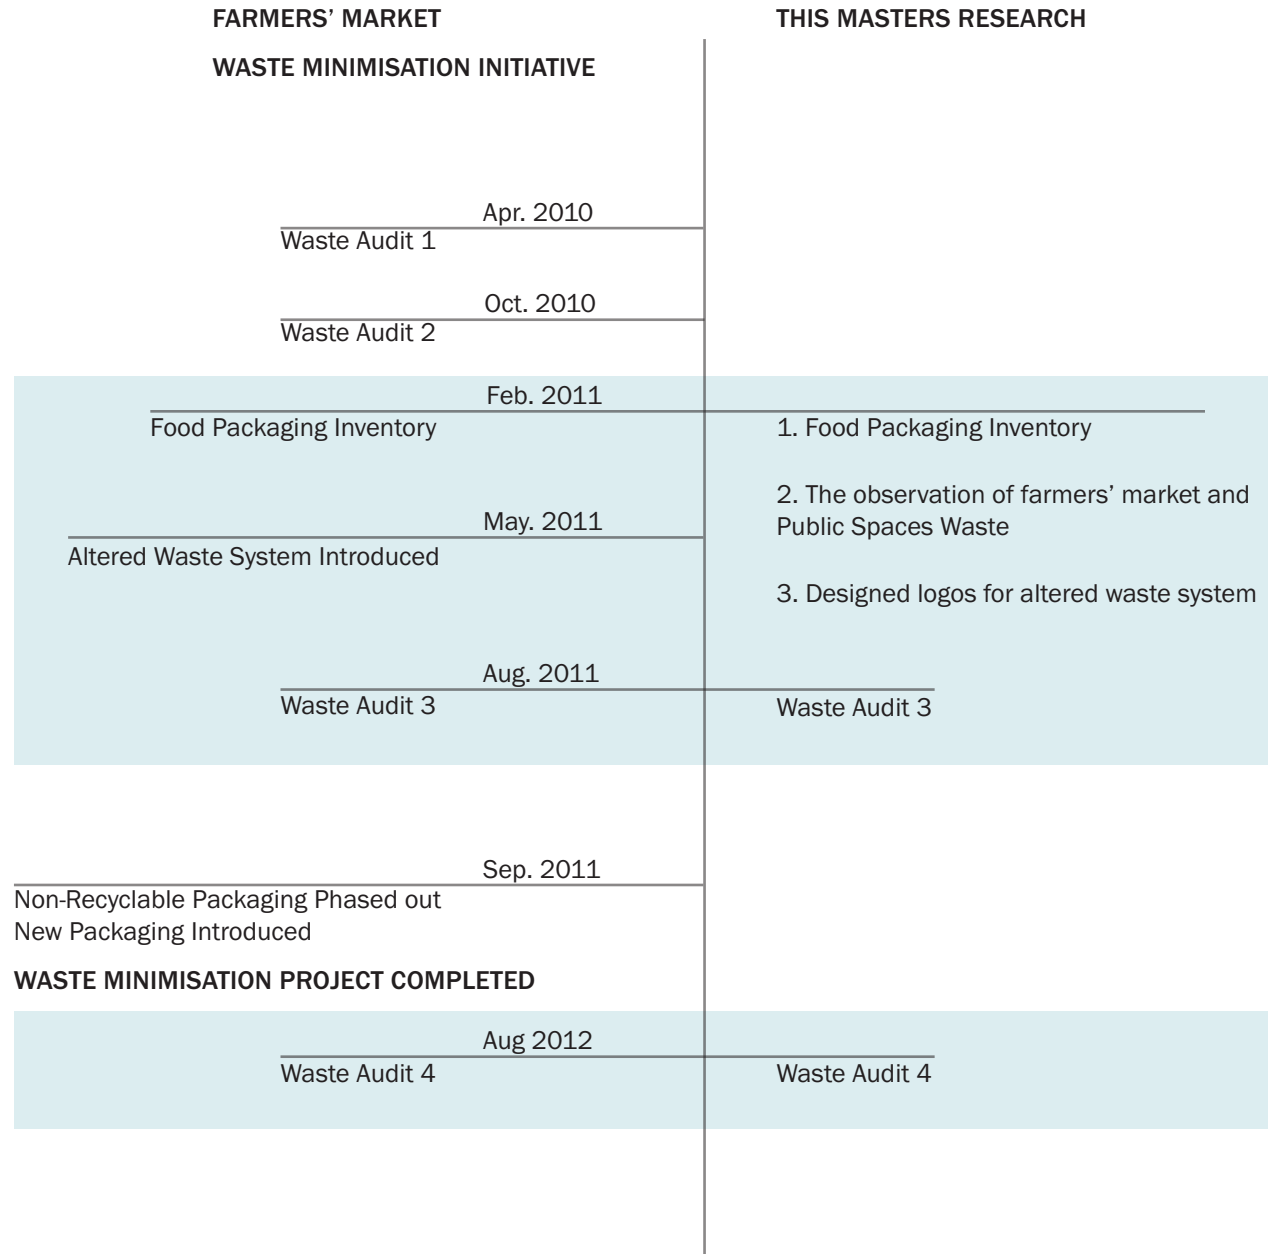 FARMERS’ MARKET
THIS MASTERS RESEARCH
WASTE MINIMISATION INITIATIVE
Apr. 2010
Waste Audit 1
Oct. 2010
Waste Audit 2
Feb. 2011
Food Packaging Inventory
1. Food Packaging Inventory
2. The observation of farmers’ market and
Public Spaces Waste
May. 2011
Altered Waste System Introduced
3. Designed logos for altered waste system
Aug. 2011
Waste Audit 3
Waste Audit 3
Sep. 2011
Non-Recyclable Packaging Phased out
New Packaging Introduced
WASTE MINIMISATION PROJECT COMPLETED
Aug 2012
Waste Audit 4
Waste Audit 4